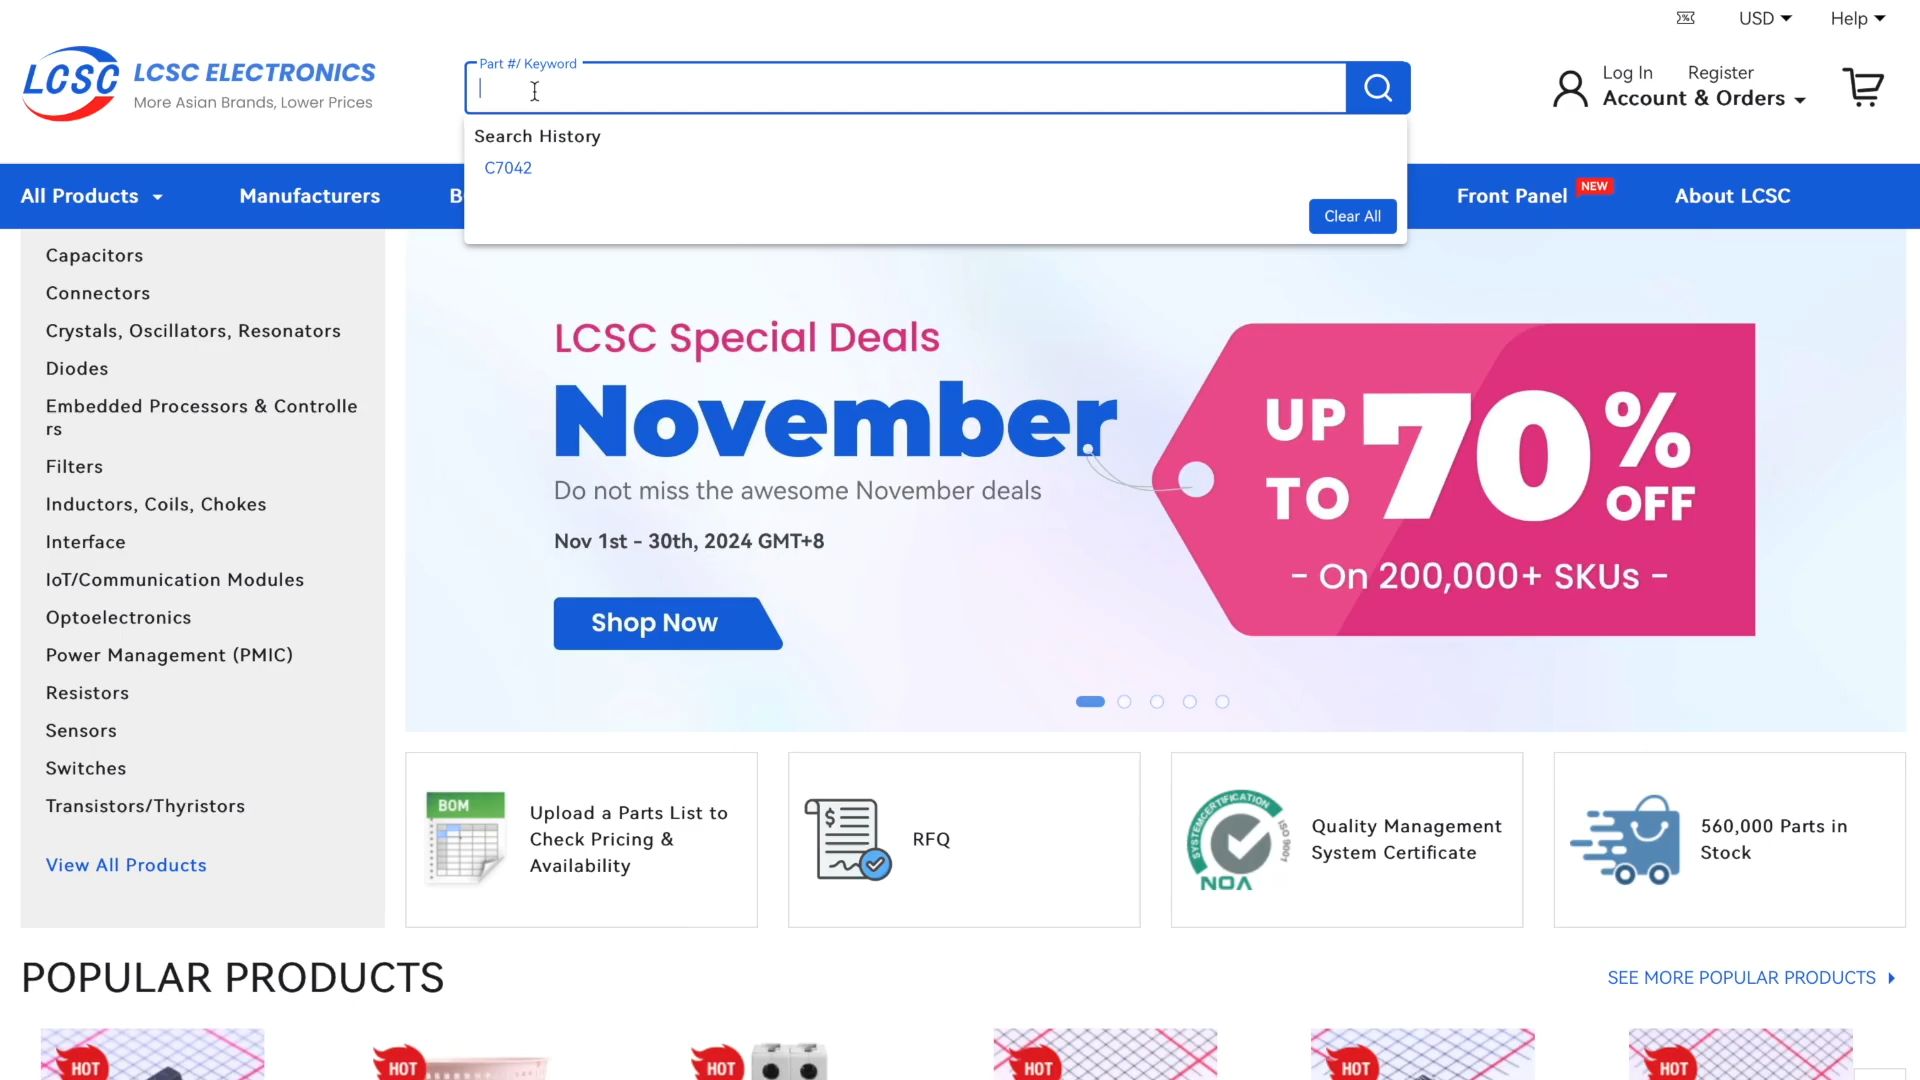 USD
Help
LCSC
LCSC ELECTRONICS
More Asian Brands, Lower Prices
Part #/ Keyword
Log In Register
Account & Orders
Search History
C7042
Clear All
All Products
Manufacturers
B
Front Panel
NEW
About LCSC
Capacitors
Connectors
Crystals, Oscillators, Resonators
Diodes
Embedded Processors & Controlle
rs
Filters
Inductors, Coils, Chokes
Interface
IoT/Communication Modules
Optoelectronics
Power Management (PMIC)
Resistors
Sensors
Switches
Transistors/Thyristors
View All Products
LCSC Special Deals
November
Do not miss the awesome November deals
Nov 1st - 30th, 2024 GMT+8
Shop Now
UP TO 70% OFF
- On 200,000+ SKUs -
BOM
Upload a Parts List to
Check Pricing &
Availability
$
RFQ
SYSTEM CERTIFICATION
ISO 9001
NQA
Quality Management
System Certificate
560,000 Parts in
Stock
POPULAR PRODUCTS
SEE MORE POPULAR PRODUCTS
HOT
HOT
HOT
HOT
HOT
HOT